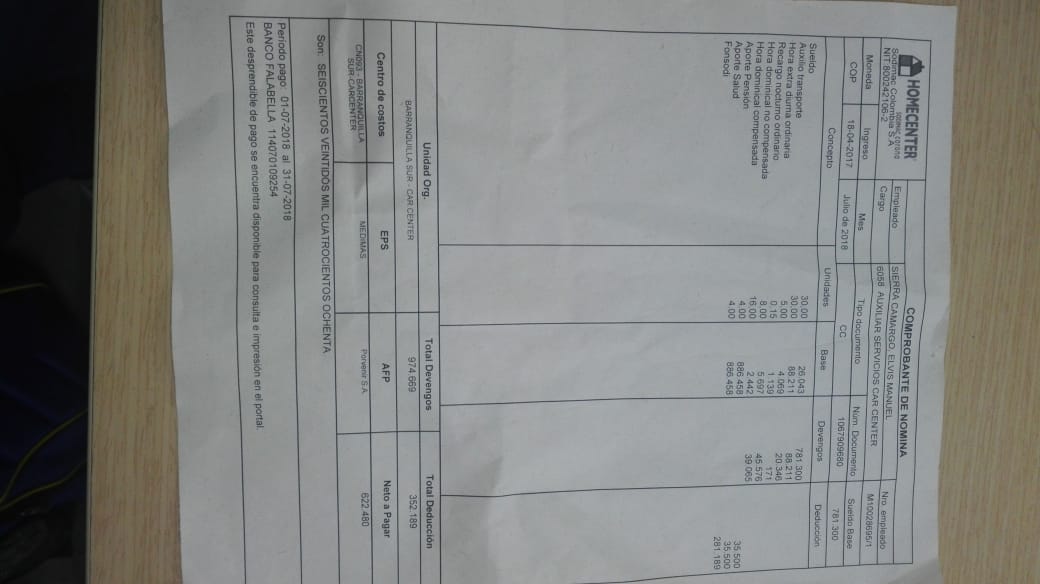 HOMECENTER
SODIMAC CORONA
Sodimac Colombia S A
NIT 800242106-2
COMPROBANTE DE NOMINA
Empleado SIERRA CAMARGO, ELVIS MANUEL Nro. empleado
Cargo 6058 AUXILIAR SERVICIOS CAR CENTER M10028695/1
Moneda Ingreso Mes Tipo documento Núm. Documento Sueldo Base
COP 18-04-2017 Julio de 2018 CC 1067909680 781.300
Concepto Unidades Base Devengos Deducción
Sueldo 30.00 26.043 781.300
Auxilio transporte 30.00 88.211 88.211
Hora extra diurna ordinaria 5.00 4.069 20.346
Recargo nocturno ordinario 0.15 1.139 171
Hora dominical no compensada 8.00 5.697 45.576
Hora dominical compensada 16.00 2.442 39.065
Aporte Pensión 4.00 886.458 35.500
Aporte Salud 4.00 886.458 35.500
Fonsodi 281.189
Unidad Org. Total Devengos Total Deducción
BARRANQUILLA SUR - CAR CENTER 974.669 352.189
Centro de costos EPS AFP Neto a Pagar
CN093 - BARRANQUILLA SUR-CARCENTER MEDIMAS Porvenir S.A. 622.480
Son: SEISCIENTOS VEINTIDOS MIL CUATROCIENTOS OCHENTA
Periodo pago: 01-07-2018 al 31-07-2018
BANCO FALABELLA 114070109254
Este desprendible de pago se encuentra disponible para consulta e impresión en el portal.